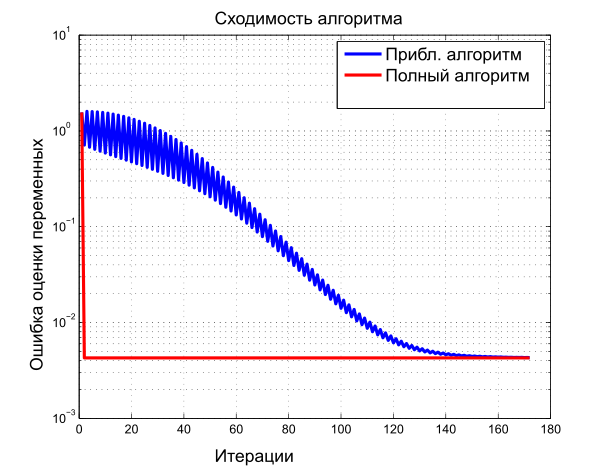 Сходимость алгоритма
Прибл. алгоритм
Полный алгоритм
Ошибка оценки переменных
10^1
10^0
10^-1
10^-2
10^-3
0 20 40 60 80 100 120 140 160 180
Итерации